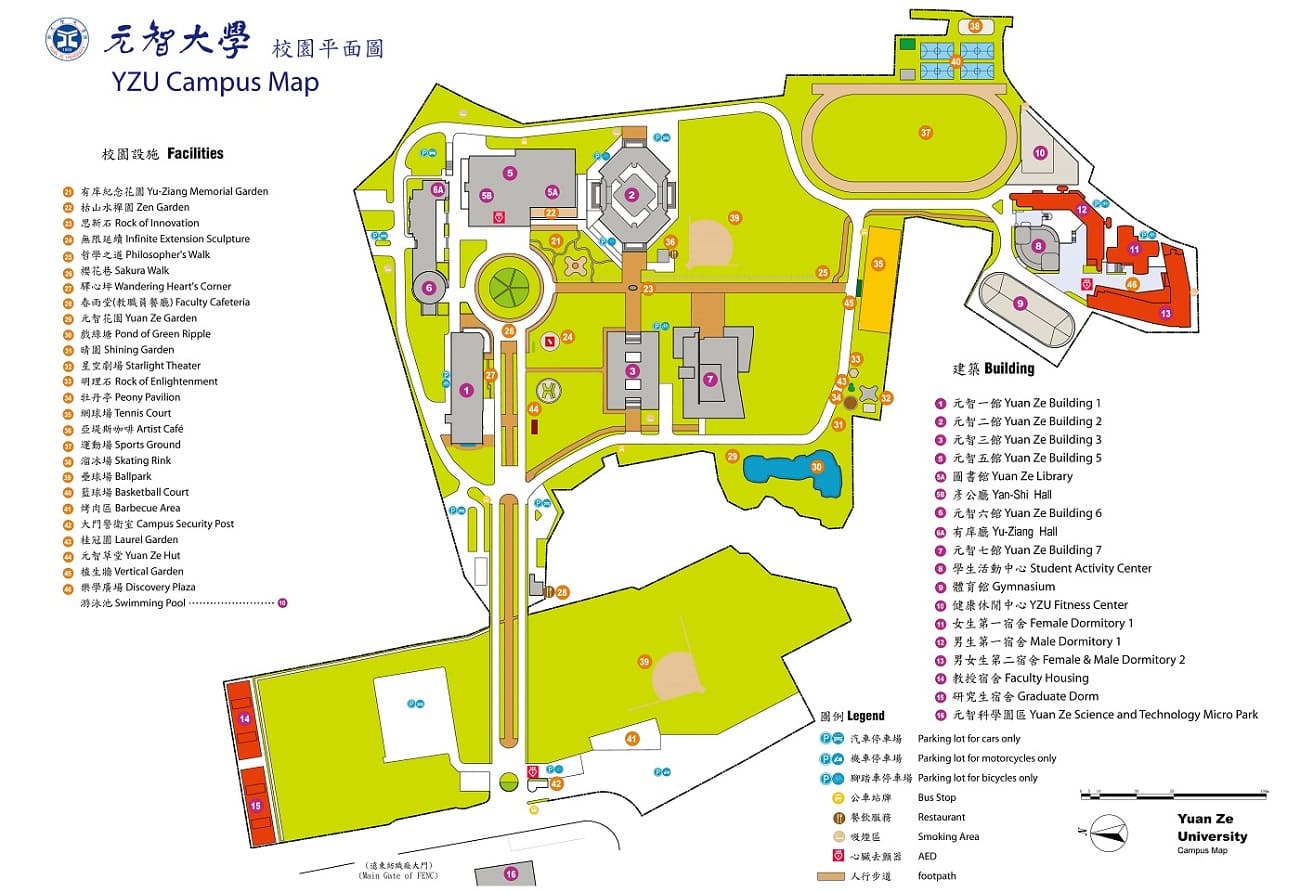 元智大學 校園平面圖
YZU Campus Map
校園設施 Facilities
21 有庠紀念花園 Yu-Ziang Memorial Garden
22 枯山水禪園 Zen Garden
23 思新石 Rock of Innovation
24 無限延續 Infinite Extension Sculpture
25 哲學之道 Philosopher's Walk
26 櫻花巷 Sakura Walk
27 驛心坪 Wandering Heart's Corner
28 春雨堂(教職員餐廳) Faculty Cafeteria
29 元智花園 Yuan Ze Garden
30 戲綠塘 Pond of Green Ripple
31 晴園 Shining Garden
32 星空劇場 Starlight Theater
33 明理石 Rock of Enlightenment
34 牡丹亭 Peony Pavilion
35 網球場 Tennis Court
36 亞堤斯咖啡 Artist Café
37 運動場 Sports Ground
38 溜冰場 Skating Rink
39 壘球場 Ballpark
40 籃球場 Basketball Court
41 烤肉區 Barbecue Area
42 大門警衛室 Campus Security Post
43 桂冠園 Laurel Garden
44 元智草堂 Yuan Ze Hut
45 植生牆 Vertical Garden
46 樂學廣場 Discovery Plaza
游泳池 Swimming Pool 10
建築 Building
1 元智一館 Yuan Ze Building 1
2 元智二館 Yuan Ze Building 2
3 元智三館 Yuan Ze Building 3
5 元智五館 Yuan Ze Building 5
5A 圖書館 Yuan Ze Library
5B 彥公廳 Yan-Shi Hall
6 元智六館 Yuan Ze Building 6
6A 有庠廳 Yu-Ziang Hall
7 元智七館 Yuan Ze Building 7
8 學生活動中心 Student Activity Center
9 體育館 Gymnasium
10 健康休閒中心 YZU Fitness Center
11 女生第一宿舍 Female Dormitory 1
12 男生第一宿舍 Male Dormitory 1
13 男女生第二宿舍 Female & Male Dormitory 2
14 教授宿舍 Faculty Housing
15 研究生宿舍 Graduate Dorm
16 元智科學園區 Yuan Ze Science and Technology Micro Park
圖例 Legend
P 汽車停車場 Parking lot for cars only
P 機車停車場 Parking lot for motorcycles only
P 腳踏車停車場 Parking lot for bicycles only
公車站牌 Bus Stop
餐飲服務 Restaurant
吸煙區 Smoking Area
心臟去顫器 AED
人行步道 footpath
(遠東紡織廠大門)
(Main Gate of FENC)
16
N
Yuan Ze
University
Campus Map